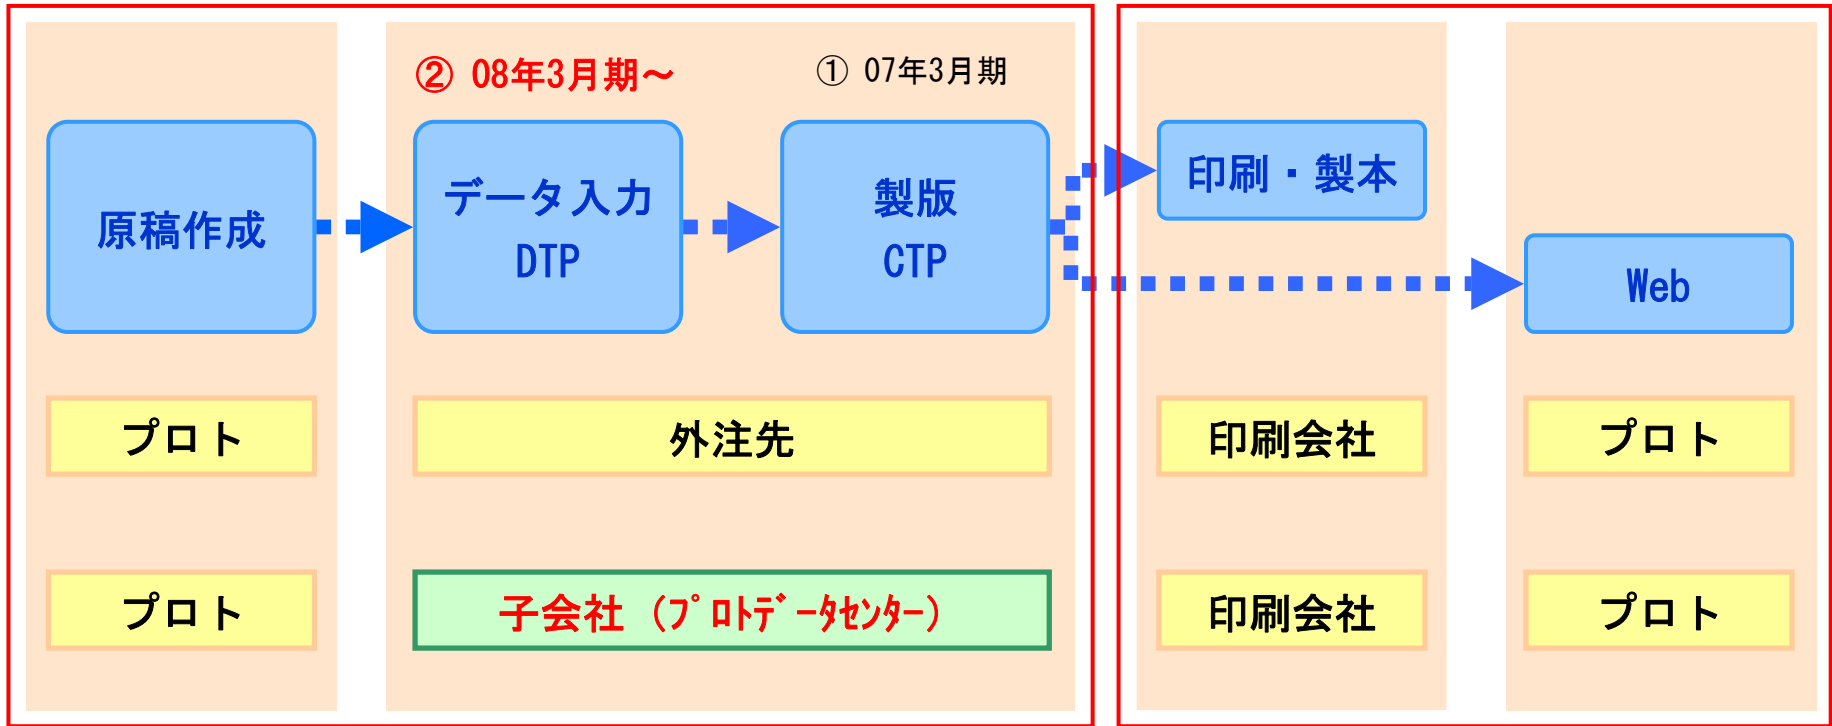 ② 08年3月期～
① 07年3月期
原稿作成
データ入力
DTP
製版
CTP
印刷・製本
Web
プロト
外注先
印刷会社
プロト
プロト
子会社（ﾌﾟﾛﾄﾃﾞｰﾀｾﾝﾀｰ）
印刷会社
プロト